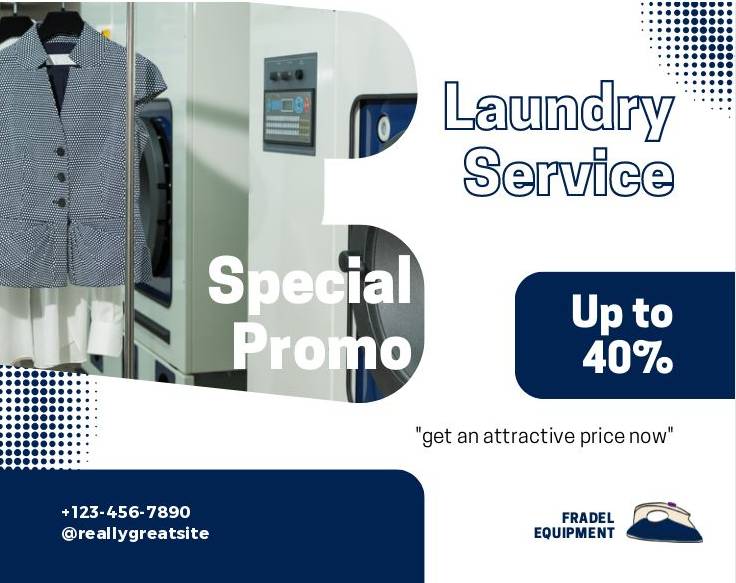 Laundry
Service
Special
Promo
Up to
40%
"get an attractive price now"
+123-456-7890
@reallygreatsite
FRADEL
EQUIPMENT